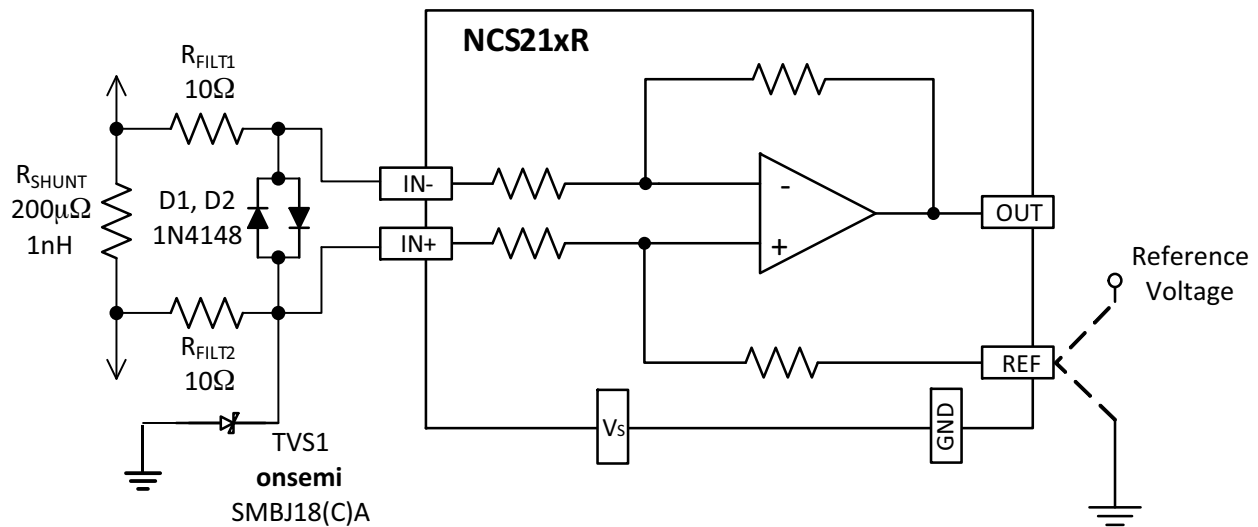 NCS21xR
RFILT1
10Ω
RSHUNT
200μΩ
1nH
D1, D2
1N4148
IN-
IN+
-
+
OUT
Reference
Voltage
RFILT2
10Ω
REF
VS
GND
TVS1
onsemi
SMBJ18(C)A